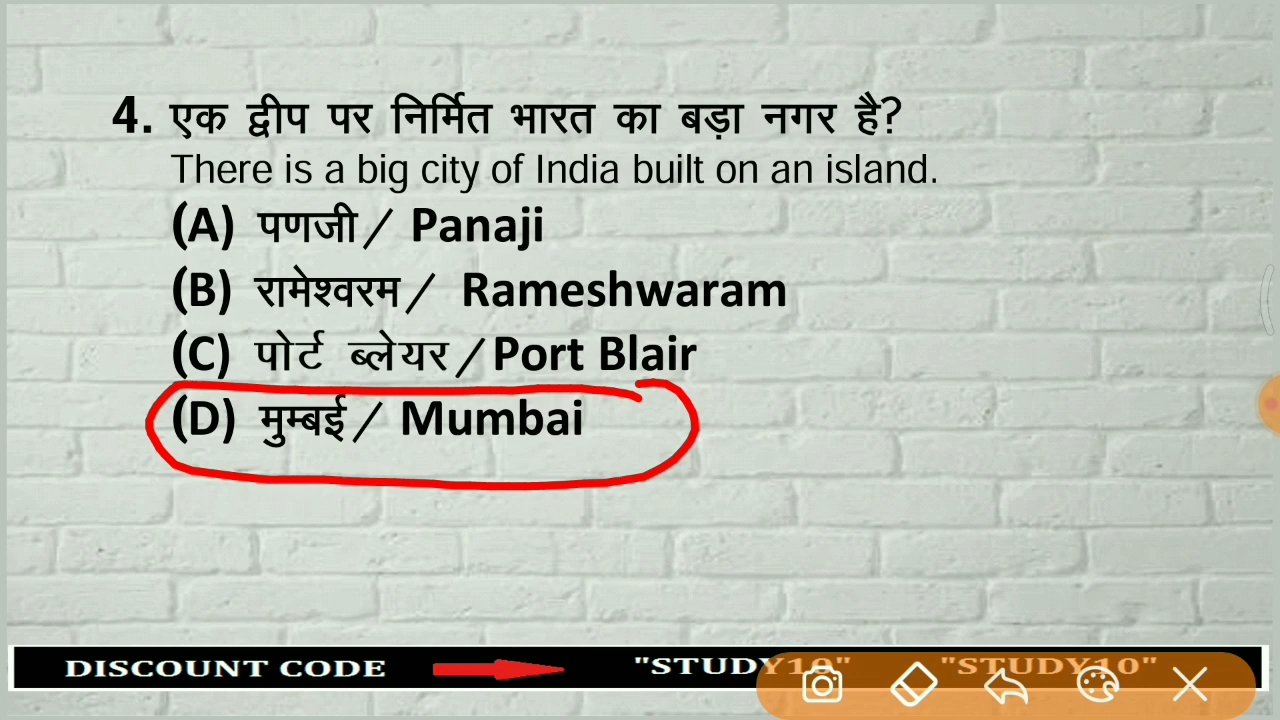 4. एक द्वीप पर निर्मित भारत का बड़ा नगर है?
There is a big city of India built on an island.
(A) पणजी / Panaji
(B) रामेश्वरम / Rameshwaram
(C) पोर्ट ब्लेयर / Port Blair
(D) मुम्बई / Mumbai
DISCOUNT CODE "STUDY10" "STUDY10"